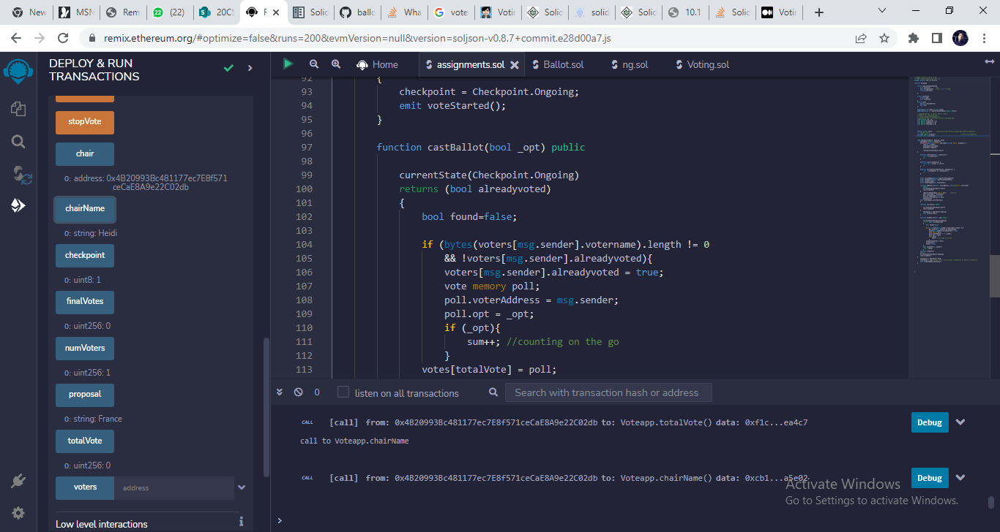 New
MSN
Rem
(22)
20CS
F
Solic
ballo
Wha
vote
Votin
Solic
solid
Solic
10.1
Solic
Votin
remix.ethereum.org/#optimize=false&runs=200&evmVersion=null&version=soljson-v0.8.7+commit.e28d00a7.js
DEPLOY & RUN
TRANSACTIONS
stopVote
chair
0: address: 0x4B20993Bc481177ec7E8f571
ceCaE8A9e22C02db
chairName
0: string: Heidi
checkpoint
0: uint8: 1
finalVotes
0: uint256: 0
numVoters
0: uint256: 1
proposal
0: string: France
totalVote
0: uint256: 0
voters address
Low level interactions
i
Home
assignments.sol
Ballot.sol
ng.sol
Voting.sol
92 {
93 checkpoint = Checkpoint.Ongoing;
94 emit voteStarted();
95 }
96
97 function castBallot(bool _opt) public
98
99 currentState(Checkpoint.Ongoing)
100 returns (bool alreadyvoted)
101 {
102 bool found=false;
103
104 if (bytes(voters[msg.sender].votername).length != 0
105 && !voters[msg.sender].alreadyvoted){
106 voters[msg.sender].alreadyvoted = true;
107 vote memory poll;
108 poll.voterAddress = msg.sender;
109 poll.opt = _opt;
110 if (_opt){
111 sum++; //counting on the go
112 }
113 votes[totalVote] = poll;
0
listen on all transactions
Search with transaction hash or address
CALL [call] from: 0x4B20993Bc481177ec7E8f571ceCaE8A9e22C02db to: Voteapp.totalVote() data: 0xf1c...ea4c7
Debug
call to Voteapp.chairName
CALL [call] from: 0x4B20993Bc481177ec7E8f571ceCaE8A9e22C02db to: Voteapp.chairName() data: 0xcb1...a5e02
Debug
Activate Windows
Go to Settings to activate Windows.
>